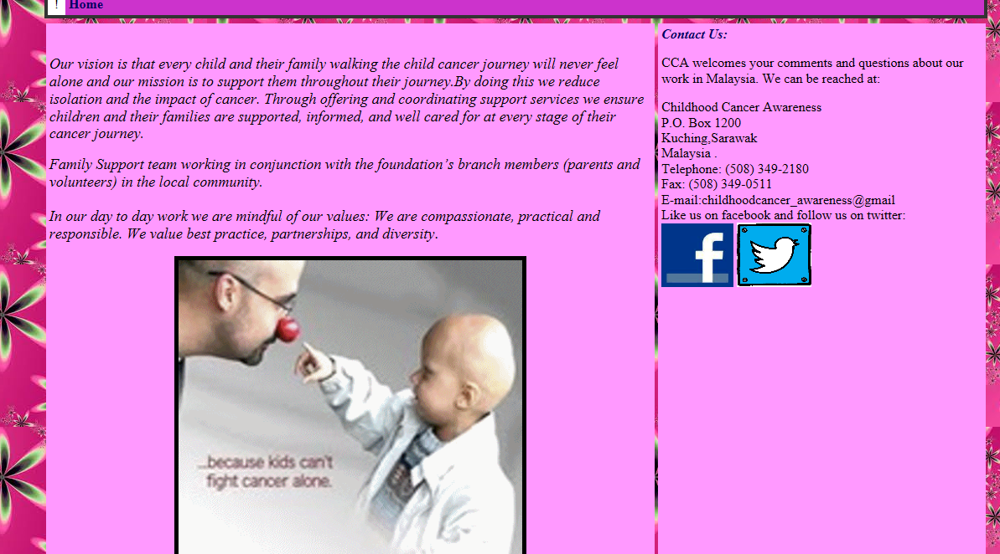 ! Home
Our vision is that every child and their family walking the child cancer journey will never feel
alone and our mission is to support them throughout their journey.By doing this we reduce
isolation and the impact of cancer. Through offering and coordinating support services we ensure
children and their families are supported, informed, and well cared for at every stage of their
cancer journey.
Family Support team working in conjunction with the foundation’s branch members (parents and
volunteers) in the local community.
In our day to day work we are mindful of our values: We are compassionate, practical and
responsible. We value best practice, partnerships, and diversity.
...because kids can't
fight cancer alone.
Contact Us:
CCA welcomes your comments and questions about our
work in Malaysia. We can be reached at:
Childhood Cancer Awareness
P.O. Box 1200
Kuching,Sarawak
Malaysia .
Telephone: (508) 349-2180
Fax: (508) 349-0511
E-mail:childhoodcancer_awareness@gmail
Like us on facebook and follow us on twitter:
f